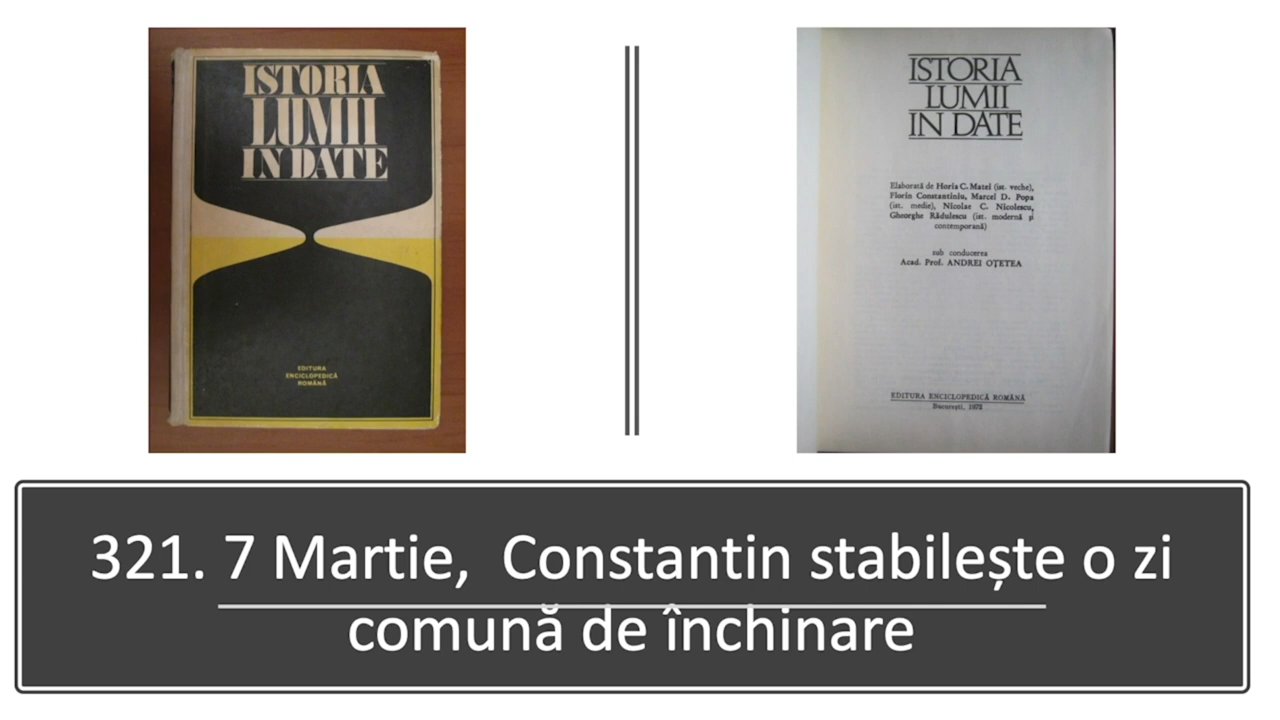 ISTORIA
LUMII
IN DATE
EDITURA
ENCICLOPEDICĂ
ROMÂNĂ
ISTORIA
LUMII
IN DATE
Elaborată de Horia C. Matei (ist. veche),
Florin Constantiniu, Marcel D. Popa
(ist. medie), Nicolae C. Nicolescu,
Gheorghe Rădulescu (ist. modernă și
contemporană)
sub conducerea
Acad. Prof. ANDREI OȚETEA
EDITURA ENCICLOPEDICĂ ROMÂNĂ
București, 1972
321. 7 Martie, Constantin stabilește o zi
comună de închinare